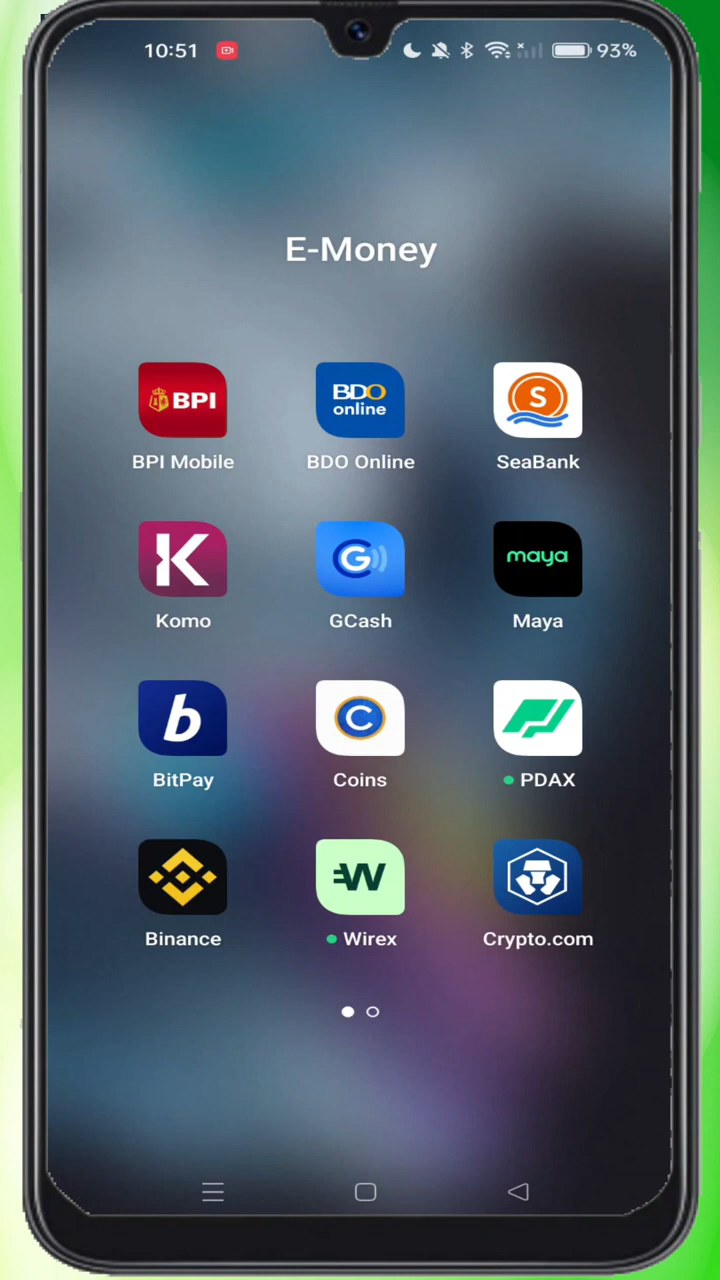 10:51 93%
E-Money
BPI BDO online S
BPI Mobile BDO Online SeaBank
K G maya
Komo GCash Maya
b C
BitPay Coins PDAX
W
Binance Wirex Crypto.com